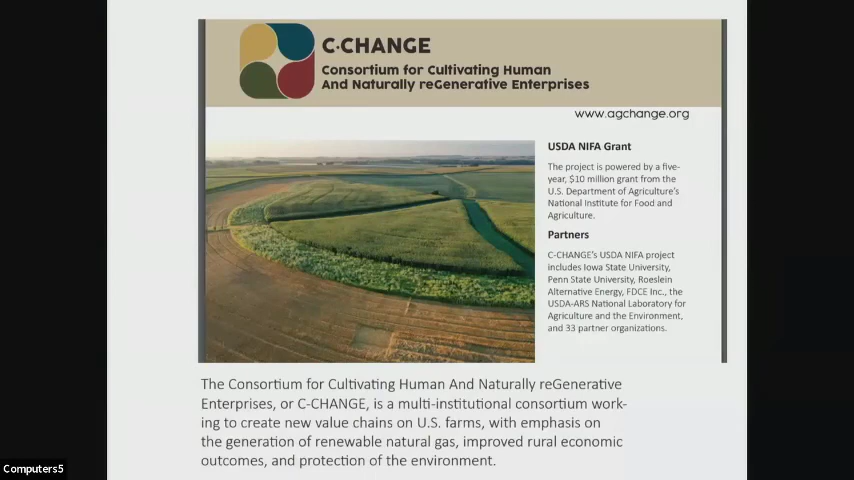 C·CHANGE
Consortium for Cultivating Human
And Naturally reGenerative Enterprises
www.agchange.org
USDA NIFA Grant
The project is powered by a five-
year, $10 million grant from the
U.S. Department of Agriculture's
National Institute for Food and
Agriculture.
Partners
C-CHANGE's USDA NIFA project
includes Iowa State University,
Penn State University, Roeslein
Alternative Energy, FDCE Inc., the
USDA-ARS National Laboratory for
Agriculture and the Environment,
and 33 partner organizations.
The Consortium for Cultivating Human And Naturally reGenerative
Enterprises, or C-CHANGE, is a multi-institutional consortium work-
ing to create new value chains on U.S. farms, with emphasis on
the generation of renewable natural gas, improved rural economic
outcomes, and protection of the environment.
Computers5